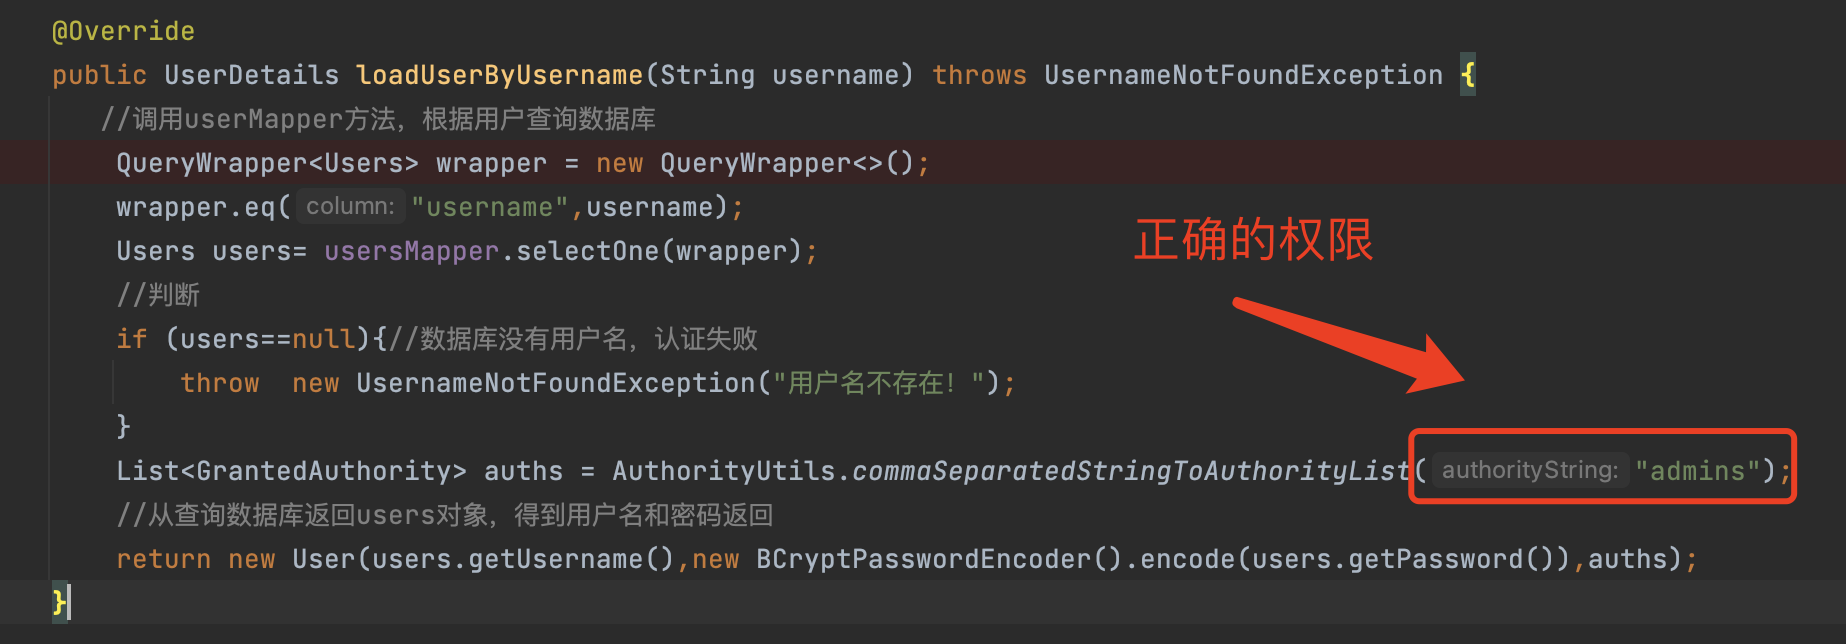 @Override
public UserDetails loadUserByUsername(String username) throws UsernameNotFoundException {
//调用userMapper方法，根据用户查询数据库
QueryWrapper<Users> wrapper = new QueryWrapper<>();
wrapper.eq( column: "username",username);
正确的权限
Users users= usersMapper.selectOne(wrapper);
//判断
if (users==null){//数据库没有用户名，认证失败
throw  new UsernameNotFoundException("用户名不存在！");
}
List<GrantedAuthority> auths = AuthorityUtils.commaSeparatedStringToAuthorityList( authorityString: "admins");
//从查询数据库返回users对象，得到用户名和密码返回
return new User(users.getUsername(),new BCryptPasswordEncoder().encode(users.getPassword()),auths);
}